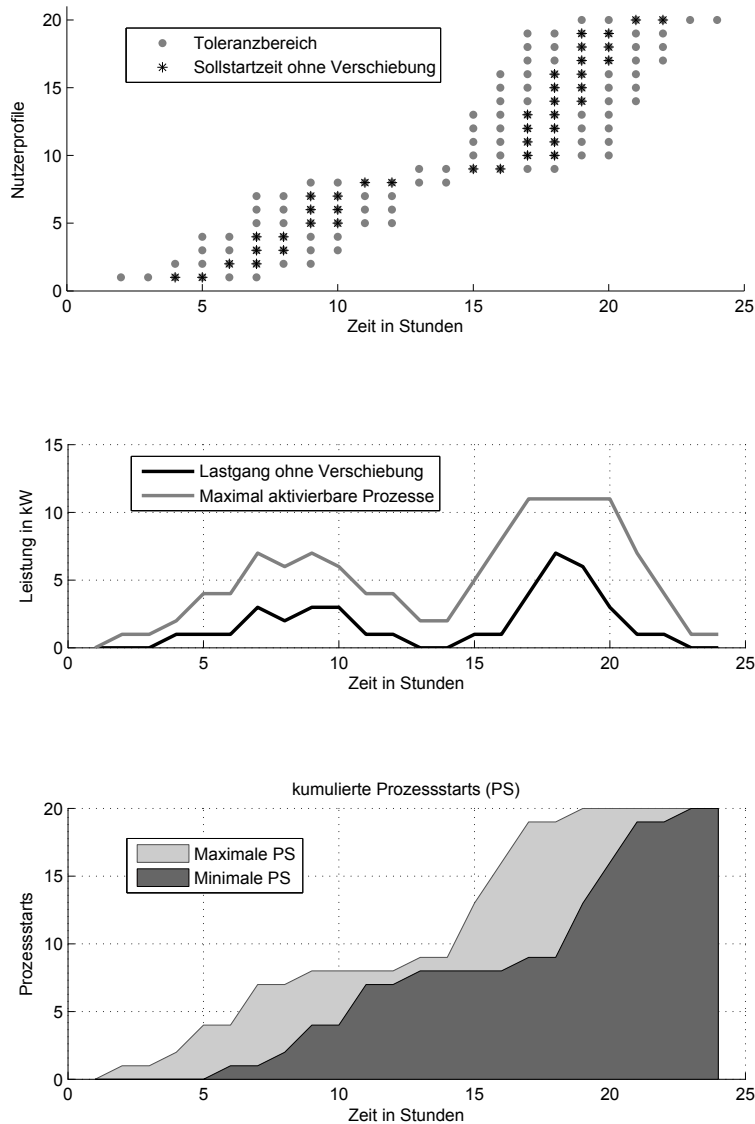 20
15
10
5
0
Nutzerprofile
Toleranzbereich
Sollstartzeit ohne Verschiebung
0 5 10 15 20 25
Zeit in Stunden
15
10
5
0
Leistung in kW
Lastgang ohne Verschiebung
Maximal aktivierbare Prozesse
0 5 10 15 20 25
Zeit in Stunden
kumulierte Prozessstarts (PS)
20
15
10
5
0
Prozessstarts
Maximale PS
Minimale PS
0 5 10 15 20 25
Zeit in Stunden